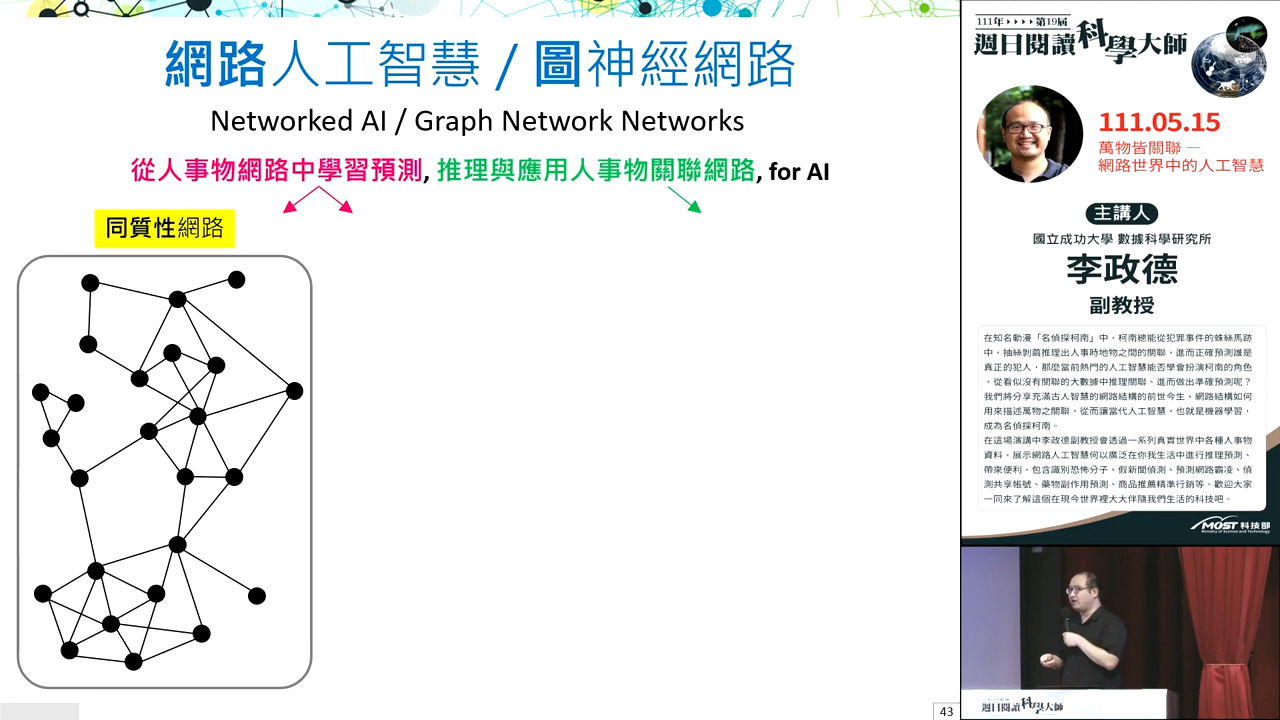 網路人工智慧 / 圖神經網路
Networked AI / Graph Network Networks
從人事物網路中學習預測, 推理與應用人事物關聯網路, for AI
同質性網路
43
111年 第19屆
週日閱讀科學大師
111.05.15
萬物皆關聯 —
網路世界中的人工智慧
主講人
國立成功大學 數據科學研究所
李政德
副教授
在知名動漫「名偵探柯南」中，柯南總能從犯罪事件的蛛絲馬跡
中，抽絲剝繭推理出人事時地物之間的關聯，進而正確預測誰是
真正的犯人，那麼當前熱門的人工智慧能否學會扮演柯南的角色
，從看似沒有關聯的大數據中推理關聯、進而做出準確預測呢？
我們將分享充滿古人智慧的網路結構的前世今生、網路結構如何
用來描述萬物之關聯，從而讓當代人工智慧，也就是機器學習，
成為名偵探柯南。
在這場演講中李政德副教授會透過一系列真實世界中各種人事物
資料，展示網路人工智慧何以廣泛在你我生活中進行推理預測、
帶來便利，包含識別恐怖分子、假新聞偵測、預測網路霸凌、偵
測共享帳號、藥物副作用預測、商品推薦精準行銷等。歡迎大家
一同來了解這個在現今世界裡大大伴隨我們生活的科技吧。
MOST 科技部
Ministry of Science and Technology
週日閱讀科學大師